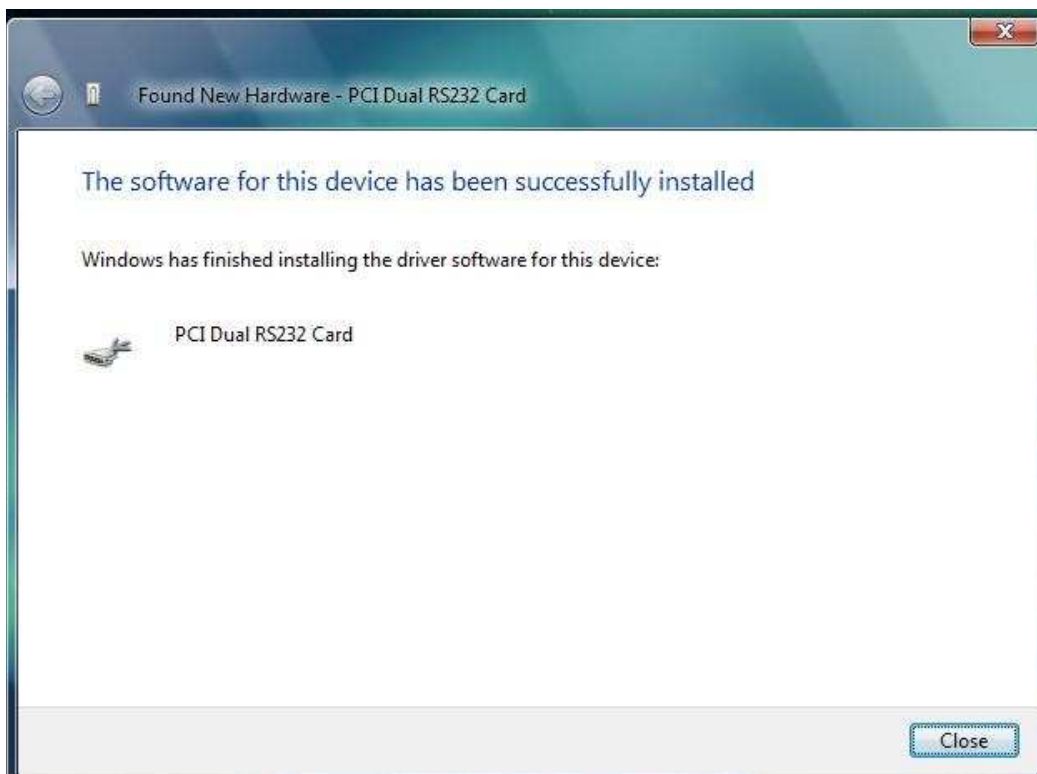 Found New Hardware - PCI Dual RS232 Card
The software for this device has been successfully installed
Windows has finished installing the driver software for this device:
PCI Dual RS232 Card
Close